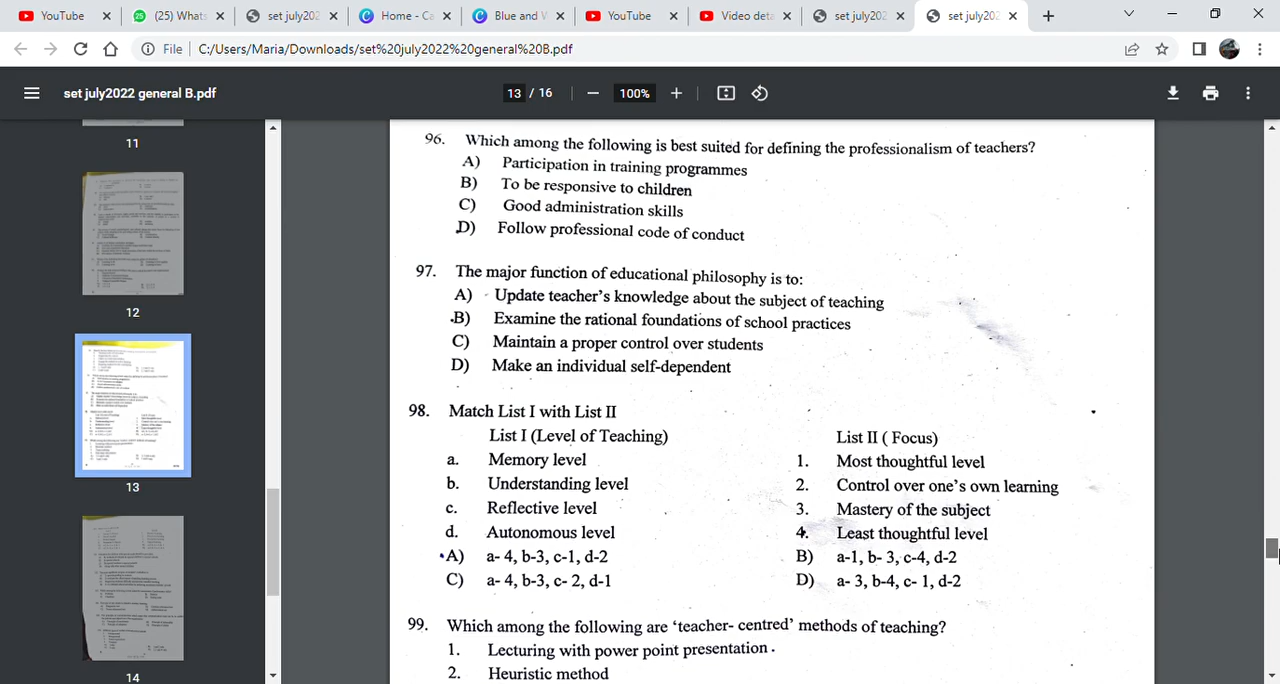 YouTube
(25) Whats
set july202
Home - Ca
Blue and V
YouTube
Video deta
set july202
set july202
File
C:/Users/Maria/Downloads/set%20july2022%20general%20B.pdf
set july2022 general B.pdf
13 / 16
100%
11
12
13
14
96. Which among the following is best suited for defining the professionalism of teachers?
A) Participation in training programmes
B) To be responsive to children
C) Good administration skills
D) Follow professional code of conduct
97. The major function of educational philosophy is to:
A) Update teacher's knowledge about the subject of teaching
B) Examine the rational foundations of school practices
C) Maintain a proper control over students
D) Make an individual self-dependent
98. Match List I with List II
List I (Level of Teaching) List II ( Focus)
a. Memory level 1. Most thoughtful level
b. Understanding level 2. Control over one's own learning
c. Reflective level 3. Mastery of the subject
d. Autonomous level 4. Least thoughtful level
A) a- 4, b-3, c-1, d-2 B) a-1, b- 3, c-4, d-2
C) a- 4, b-3, c- 2, d-1 D) a- 3, b-4, c- 1, d-2
99. Which among the following are 'teacher- centred' methods of teaching?
1. Lecturing with power point presentation.
2. Heuristic method